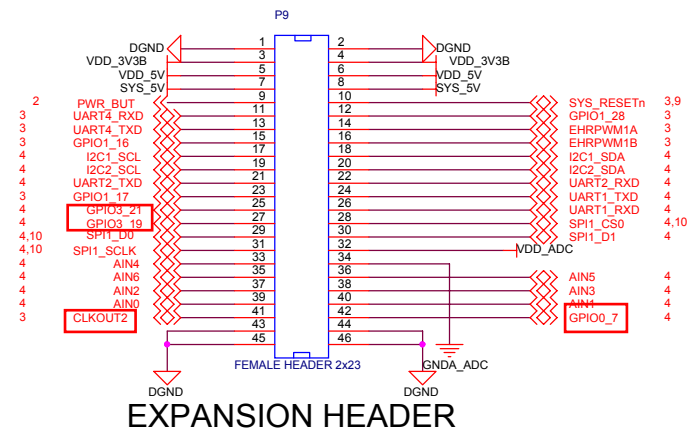 P9
DGND 1 2 DGND
VDD_3V3B 3 4 VDD_3V3B
VDD_5V 5 6 VDD_5V
SYS_5V 7 8 SYS_5V
2 PWR_BUT 9 10 SYS_RESETn 3,9
3 UART4_RXD 11 12 GPIO1_28 3
3 UART4_TXD 13 14 EHRPWM1A 3
3 GPIO1_16 15 16 EHRPWM1B 3
4 I2C1_SCL 17 18 I2C1_SDA 4
4 I2C2_SCL 19 20 I2C2_SDA 4
4 UART2_TXD 21 22 UART2_RXD 4
3 GPIO1_17 23 24 UART1_TXD 4
4 GPIO3_21 25 26 UART1_RXD 4
4 GPIO3_19 27 28 SPI1_CS0 4,10
4,10 SPI1_D0 29 30 SPI1_D1 4
4,10 SPI1_SCLK 31 32 VDD_ADC
4 AIN4 33 34
4 AIN6 35 36 AIN5 4
4 AIN2 37 38 AIN3 4
4 AIN0 39 40 AIN1 4
3 CLKOUT2 41 42 GPIO0_7 4
43 44
45 46
FEMALE HEADER 2x23 GNDA_ADC
DGND DGND
EXPANSION HEADER